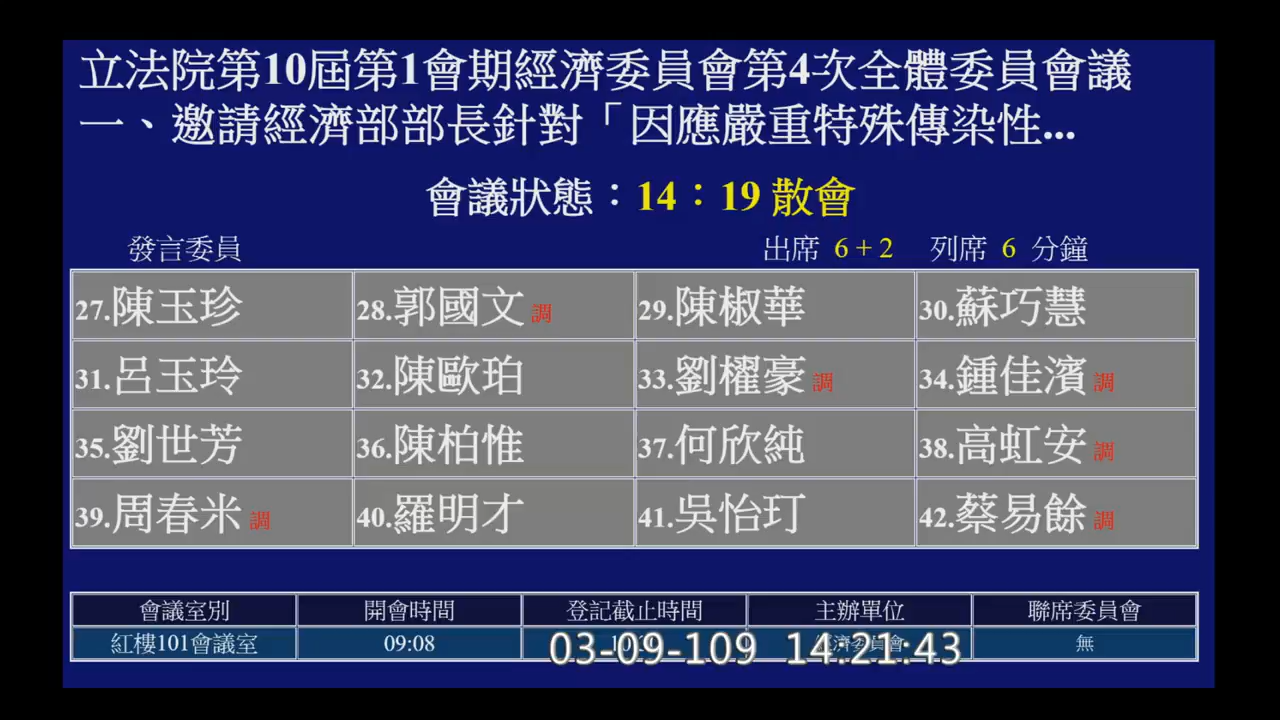 立法院第10屆第1會期經濟委員會第4次全體委員會議
一、邀請經濟部部長針對「因應嚴重特殊傳染性...
會議狀態：14：19 散會
發言委員 出席 6+2 列席 6 分鐘
27.陳玉珍 28.郭國文 調 29.陳椒華 30.蘇巧慧
31.呂玉玲 32.陳歐珀 33.劉櫂豪 調 34.鍾佳濱 調
35.劉世芳 36.陳柏惟 37.何欣純 38.高虹安 調
39.周春米 調 40.羅明才 41.吳怡玎 42.蔡易餘 調
會議室別 開會時間 登記截止時間 主辦單位 聯席委員會
紅樓101會議室 09:08 經濟委員會 無
03-09-109 14:21:43